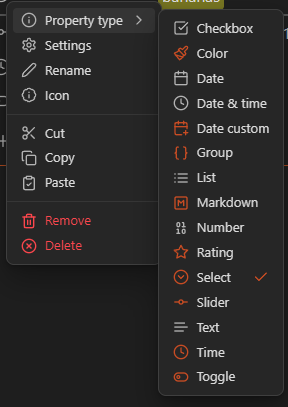 bananas
Property type
Settings
Rename
Icon
Cut
Copy
Paste
Remove
Delete
Checkbox
Color
Date
Date & time
Date custom
Group
List
Markdown
Number
Rating
Select
Slider
Text
Time
Toggle